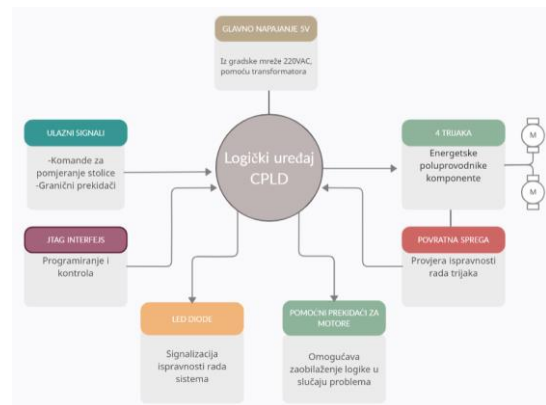 GLAVNO NAPAJANJE 5V
Iz gradske mreže 220VAC,
pomoću transformatora
ULAZNI SIGNALI
-Komande za
pomjeranje stolice
-Granični prekidači
Logički uređaj
CPLD
4 TRIJAKA
Energetske
poluprovodnike
komponente
M
M
JTAG INTERFEJS
Programiranje i
kontrola
POVRATNA SPREGA
Provjera ispravnosti
rada trijaka
LED DIODE
Signalizacija
ispravnosti rada
sistema
POMOĆNI PREKIDAČI ZA
MOTORE
Omogućava
zaobilaženje logike u
slučaju problema